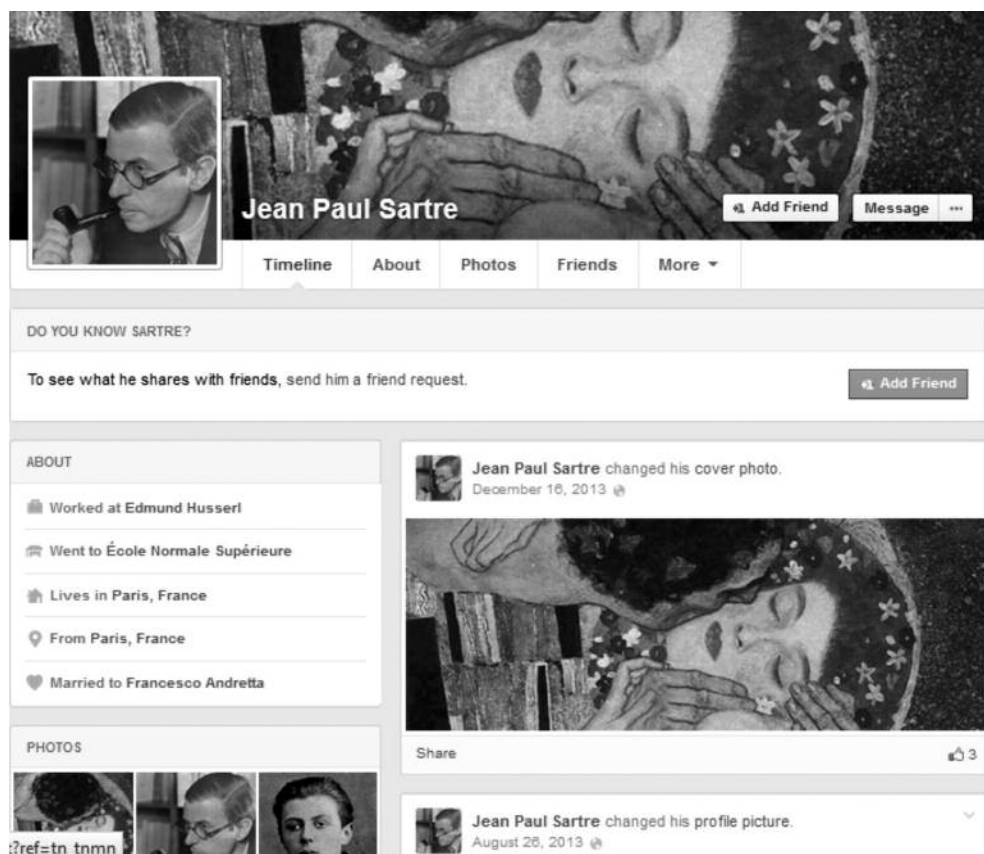 Jean Paul Sartre
Add Friend
Message
Timeline
About
Photos
Friends
More
DO YOU KNOW SARTRE?
To see what he shares with friends, send him a friend request.
Add Friend
ABOUT
Worked at Edmund Husserl
Went to École Normale Supérieure
Lives in Paris, France
From Paris, France
Married to Francesco Andretta
PHOTOS
t?ref=tn_tnmn
Jean Paul Sartre changed his cover photo.
December 16, 2013
Share
3
Jean Paul Sartre changed his profile picture.
August 26, 2013